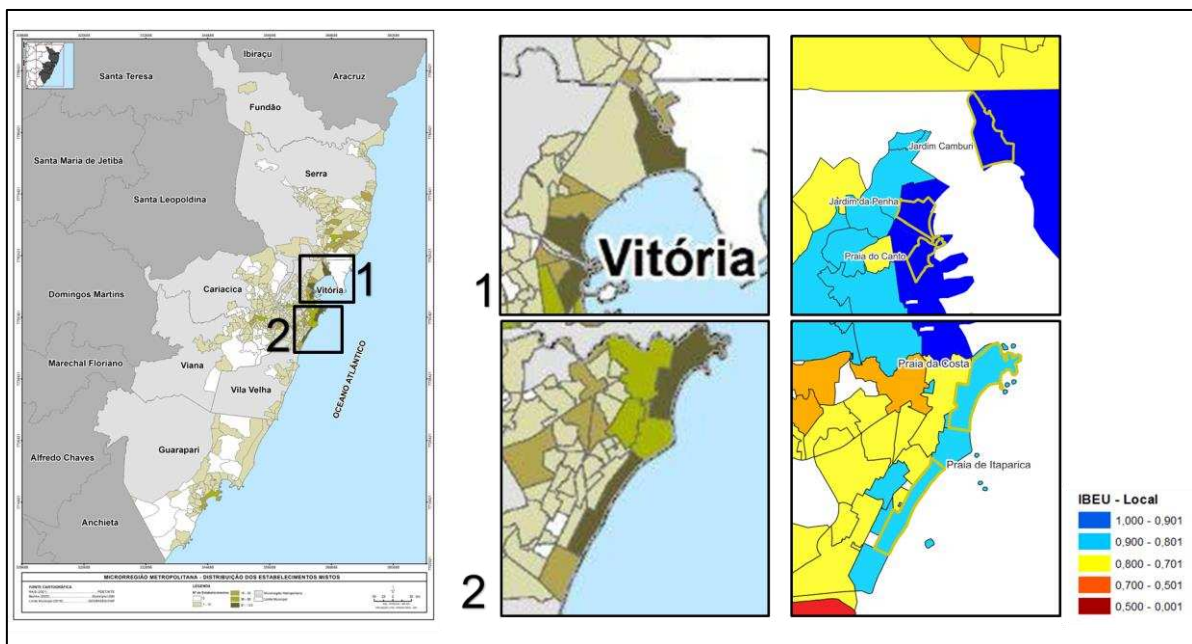 Ibiraçu
Santa Teresa
Aracruz
Fundão
Santa Maria de Jetibá
Serra
Santa Leopoldina
Cariacica
Vitória
1
Domingos Martins
2
Marechal Floriano
Viana
Vila Velha
OCEANO ATLÂNTICO
Guarapari
Alfredo Chaves
Anchieta
MICRORREGIÃO METROPOLITANA - DISTRIBUIÇÃO DOS ESTABELECIMENTOS MISTOS
LEGENDA
Vitória
1
2
Jardim Camburi
Jardim da Penha
Praia do Canto
Praia da Costa
Praia de Itaparica
IBEU - Local
1,000 - 0,901
0,900 - 0,801
0,800 - 0,701
0,700 - 0,501
0,500 - 0,001